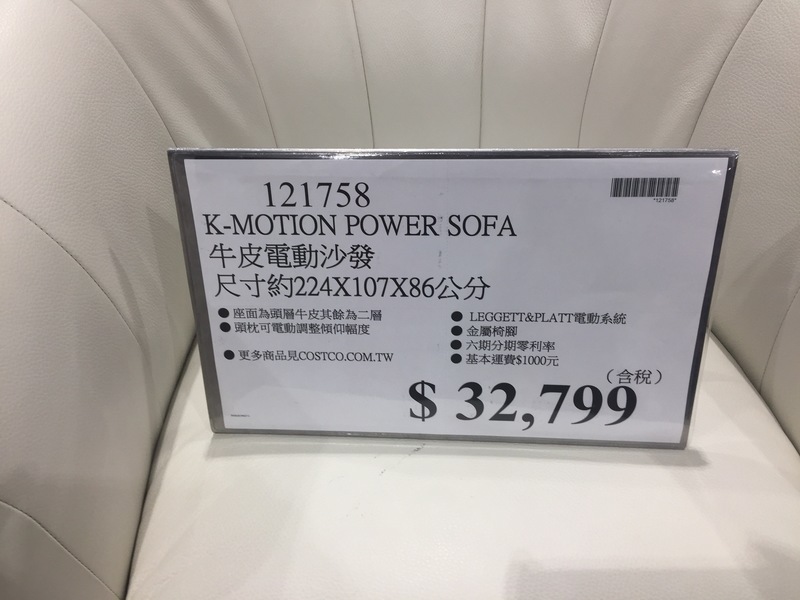 121758
*121758*
K-MOTION POWER SOFA
牛皮電動沙發
尺寸約224X107X86公分
● 座面為頭層牛皮其餘為二層
● 頭枕可電動調整傾仰幅度
● 更多商品見COSTCO.COM.TW
● LEGGETT&PLATT電動系統
● 金屬椅腳
● 六期分期零利率
● 基本運費$1000元
（含稅）
$ 32,799